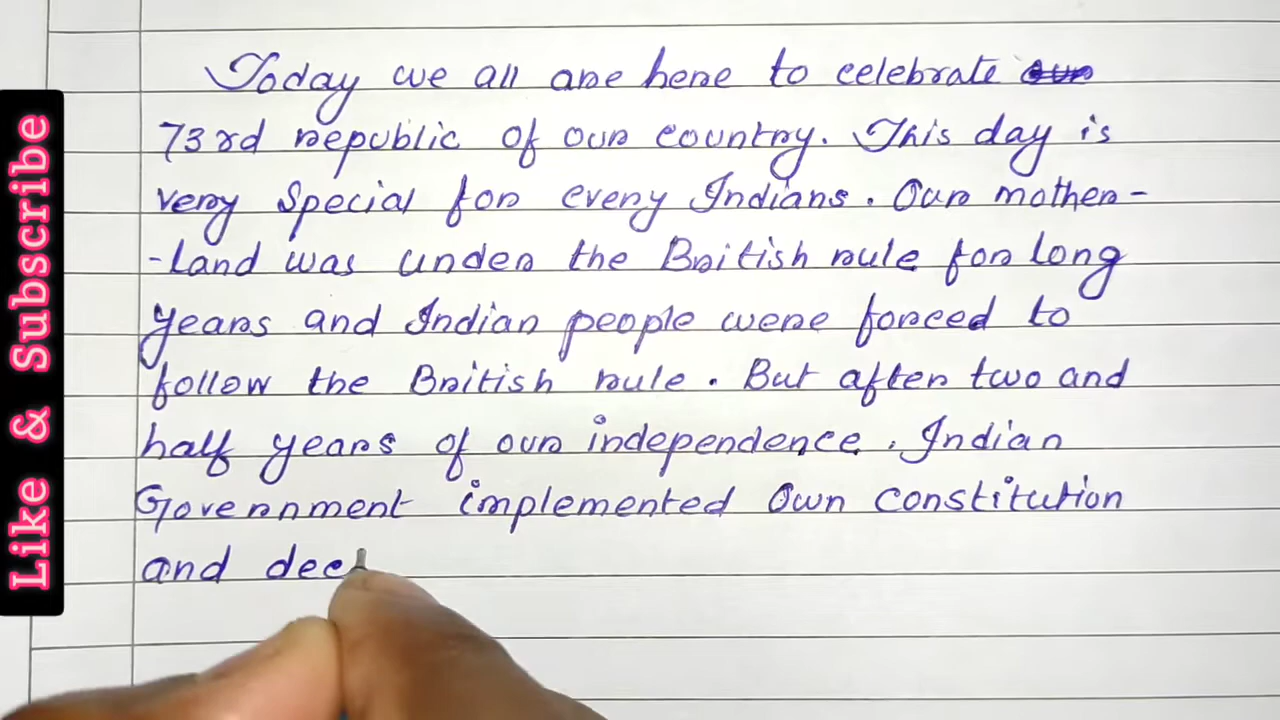 Today we all are here to celebrate
73rd republic of our country. This day is
very Special for every Indians. Our mother-
-land was under the British rule for long
years and Indian people were forced to
follow the British rule. But after two and
half years of our independence, Indian
Government implemented Own constitution
and
Like & Subscribe